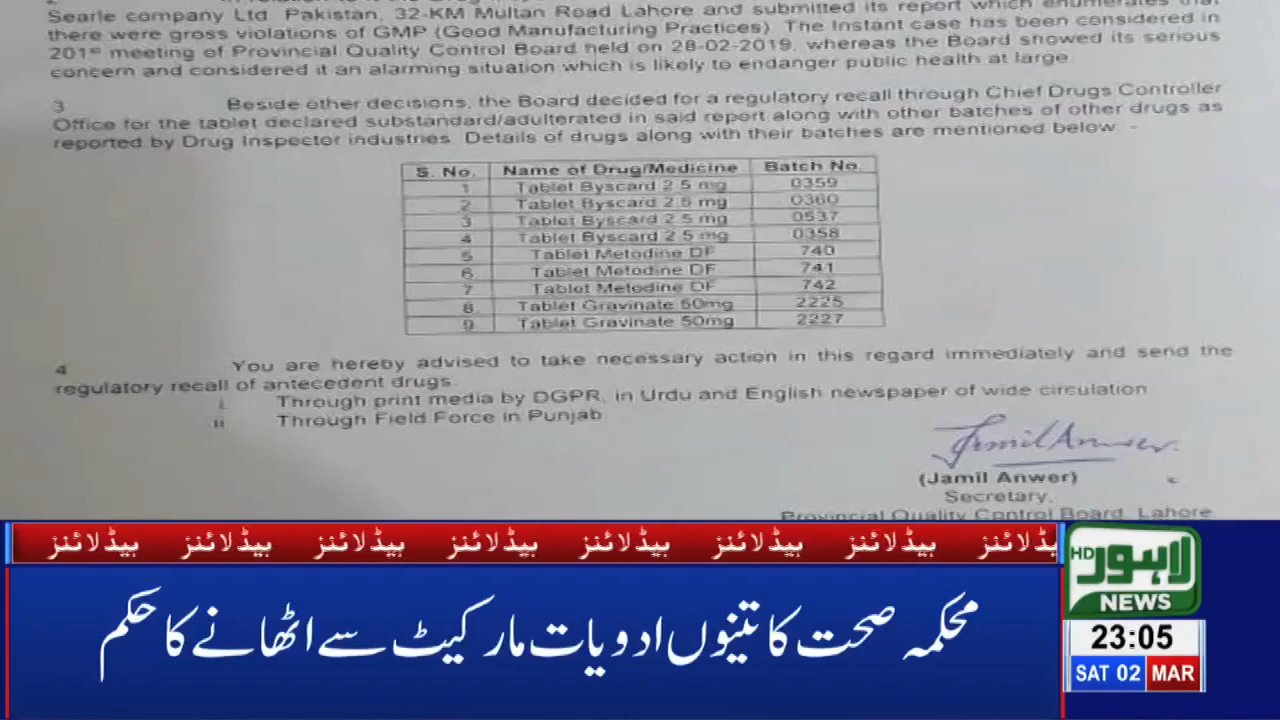 Searle company Ltd Pakistan, 32-KM Multan Road Lahore and submitted its report which enumerates that
there were gross violations of GMP (Good Manufacturing Practices). The Instant case has been considered in
201st meeting of Provincial Quality Control Board held on 28-02-2019, whereas the Board showed its serious
concern and considered it an alarming situation which is likely to endanger public health at large
3 Beside other decisions, the Board decided for a regulatory recall through Chief Drugs Controller
Office for the tablet declared substandard/adulterated in said report along with other batches of other drugs as
reported by Drug Inspector industries. Details of drugs along with their batches are mentioned below -
S. No. Name of Drug/Medicine Batch No.
1 Tablet Byscard 2 5 mg 0359
2 Tablet Byscard 2 5 mg 0360
3 Tablet Byscard 2 5 mg 0537
4 Tablet Byscard 2 5 mg 0358
5 Tablet Metodine DF 740
6 Tablet Metodine DF 741
7 Tablet Metodine DF 742
8 Tablet Gravinate 50mg 2225
9 Tablet Gravinate 50mg 2227
4 You are hereby advised to take necessary action in this regard immediately and send the
regulatory recall of antecedent drugs.
i. Through print media by DGPR, in Urdu and English newspaper of wide circulation
ii Through Field Force in Punjab
Jamil Anwer
(Jamil Anwer)
Secretary,
Provincial Quality Control Board, Lahore
ہیڈلائنز ہیڈلائنز ہیڈلائنز ہیڈلائنز ہیڈلائنز ہیڈلائنز ہیڈلائنز ہیڈلائنز
محکمہ صحت کا تینوں ادویات مارکیٹ سے اٹھانے کا حکم
HD لاہور
NEWS
23:05
SAT 02 MAR